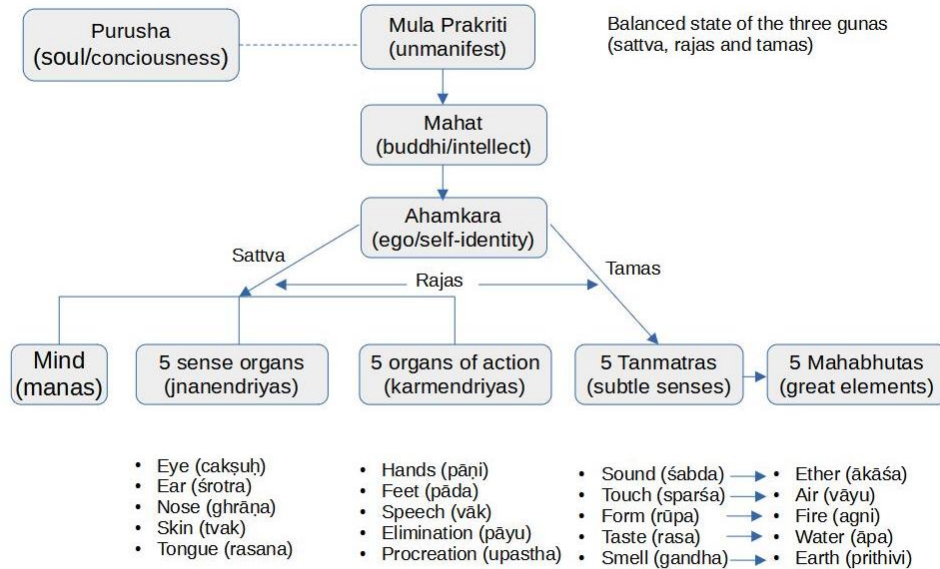 Purusha
(soul/conciousness)
Mula Prakriti
(unmanifest)
Balanced state of the three gunas
(sattva, rajas and tamas)
Mahat
(buddhi/intellect)
Ahamkara
(ego/self-identity)
Sattva
Rajas
Tamas
Mind
(manas)
5 sense organs
(jnanendriyas)
5 organs of action
(karmendriyas)
5 Tanmatras
(subtle senses)
5 Mahabhutas
(great elements)
• Eye (cakṣuḥ)
• Ear (śrotra)
• Nose (ghrāṇa)
• Skin (tvak)
• Tongue (rasana)
• Hands (pāṇi)
• Feet (pāda)
• Speech (vāk)
• Elimination (pāyu)
• Procreation (upastha)
• Sound (śabda)
• Touch (sparśa)
• Form (rūpa)
• Taste (rasa)
• Smell (gandha)
• Ether (ākāśa)
• Air (vāyu)
• Fire (agni)
• Water (āpa)
• Earth (prithivi)